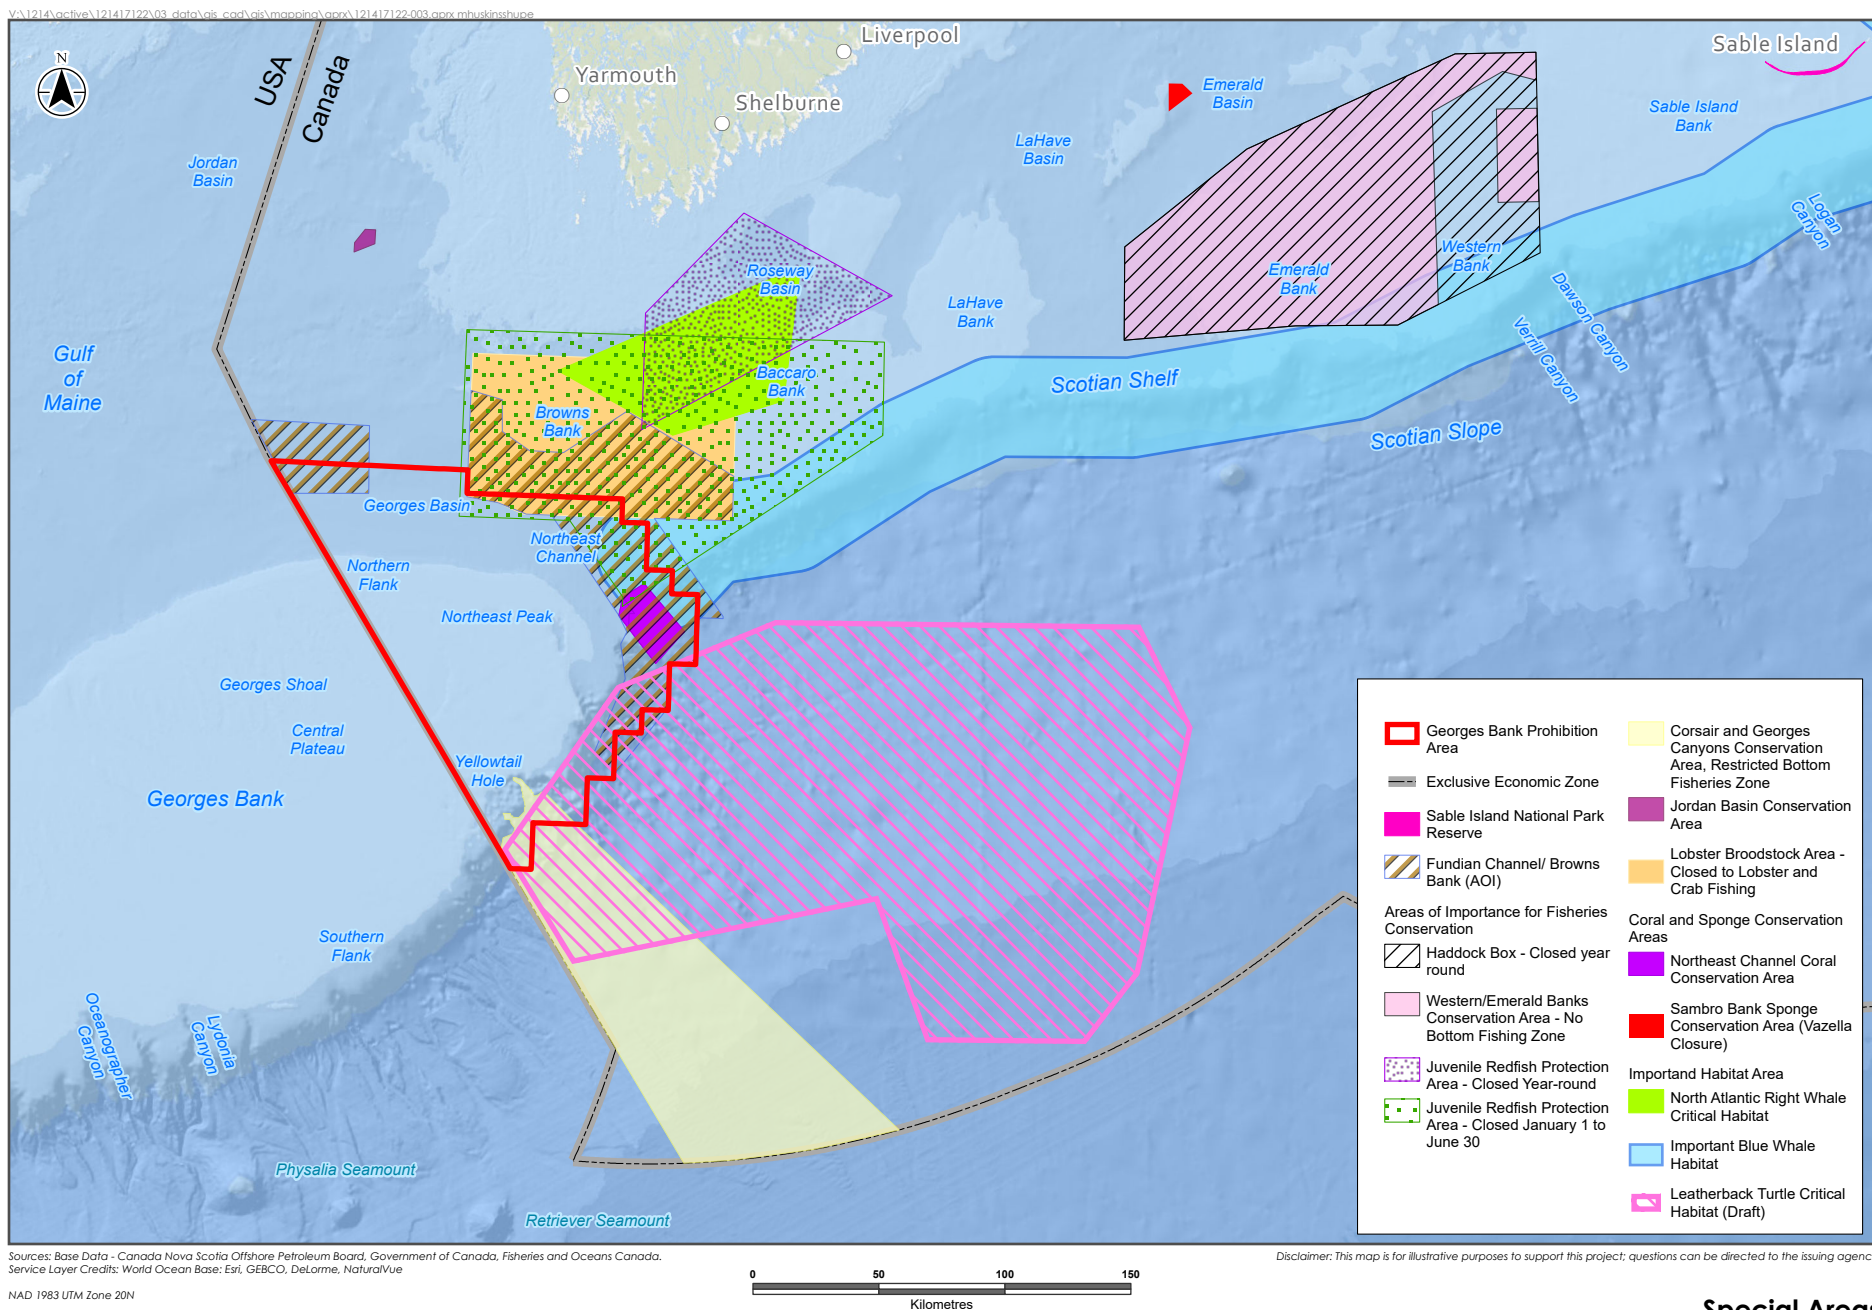 V:\1214\active\121417122\03_data\gis_cad\gis\mapping\aprx\121417122-003.aprx mhuskinsshupe
N
USA
Canada
Liverpool
Yarmouth
Shelburne
Sable Island
Emerald
Basin
Sable Island
Bank
LaHave
Basin
Jordan
Basin
Logan
Canyon
Roseway
Basin
Emerald
Bank
Western
Bank
LaHave
Bank
Dawson Canyon
Verrill Canyon
Gulf
of
Maine
Baccaro
Bank
Scotian Shelf
Browns
Bank
Scotian Slope
Georges Basin
Northeast
Channel
Northern
Flank
Northeast Peak
Georges Shoal
Central
Plateau
Yellowtail
Hole
Georges Bank
Southern
Flank
Oceanographer
Canyon
Lydonia
Canyon
Physalia Seamount
Retriever Seamount
Georges Bank Prohibition
Area
Exclusive Economic Zone
Sable Island National Park
Reserve
Fundian Channel/ Browns
Bank (AOI)
Areas of Importance for Fisheries
Conservation
Haddock Box - Closed year
round
Western/Emerald Banks
Conservation Area - No
Bottom Fishing Zone
Juvenile Redfish Protection
Area - Closed Year-round
Juvenile Redfish Protection
Area - Closed January 1 to
June 30
Corsair and Georges
Canyons Conservation
Area, Restricted Bottom
Fisheries Zone
Jordan Basin Conservation
Area
Lobster Broodstock Area -
Closed to Lobster and
Crab Fishing
Coral and Sponge Conservation
Areas
Northeast Channel Coral
Conservation Area
Sambro Bank Sponge
Conservation Area (Vazella
Closure)
Importand Habitat Area
North Atlantic Right Whale
Critical Habitat
Important Blue Whale
Habitat
Leatherback Turtle Critical
Habitat (Draft)
Sources: Base Data - Canada Nova Scotia Offshore Petroleum Board, Government of Canada, Fisheries and Oceans Canada.
Service Layer Credits: World Ocean Base: Esri, GEBCO, DeLorme, NaturalVue
Disclaimer: This map is for illustrative purposes to support this project; questions can be directed to the issuing agenc
NAD 1983 UTM Zone 20N
0 50 100 150
Kilometres
Special Areas